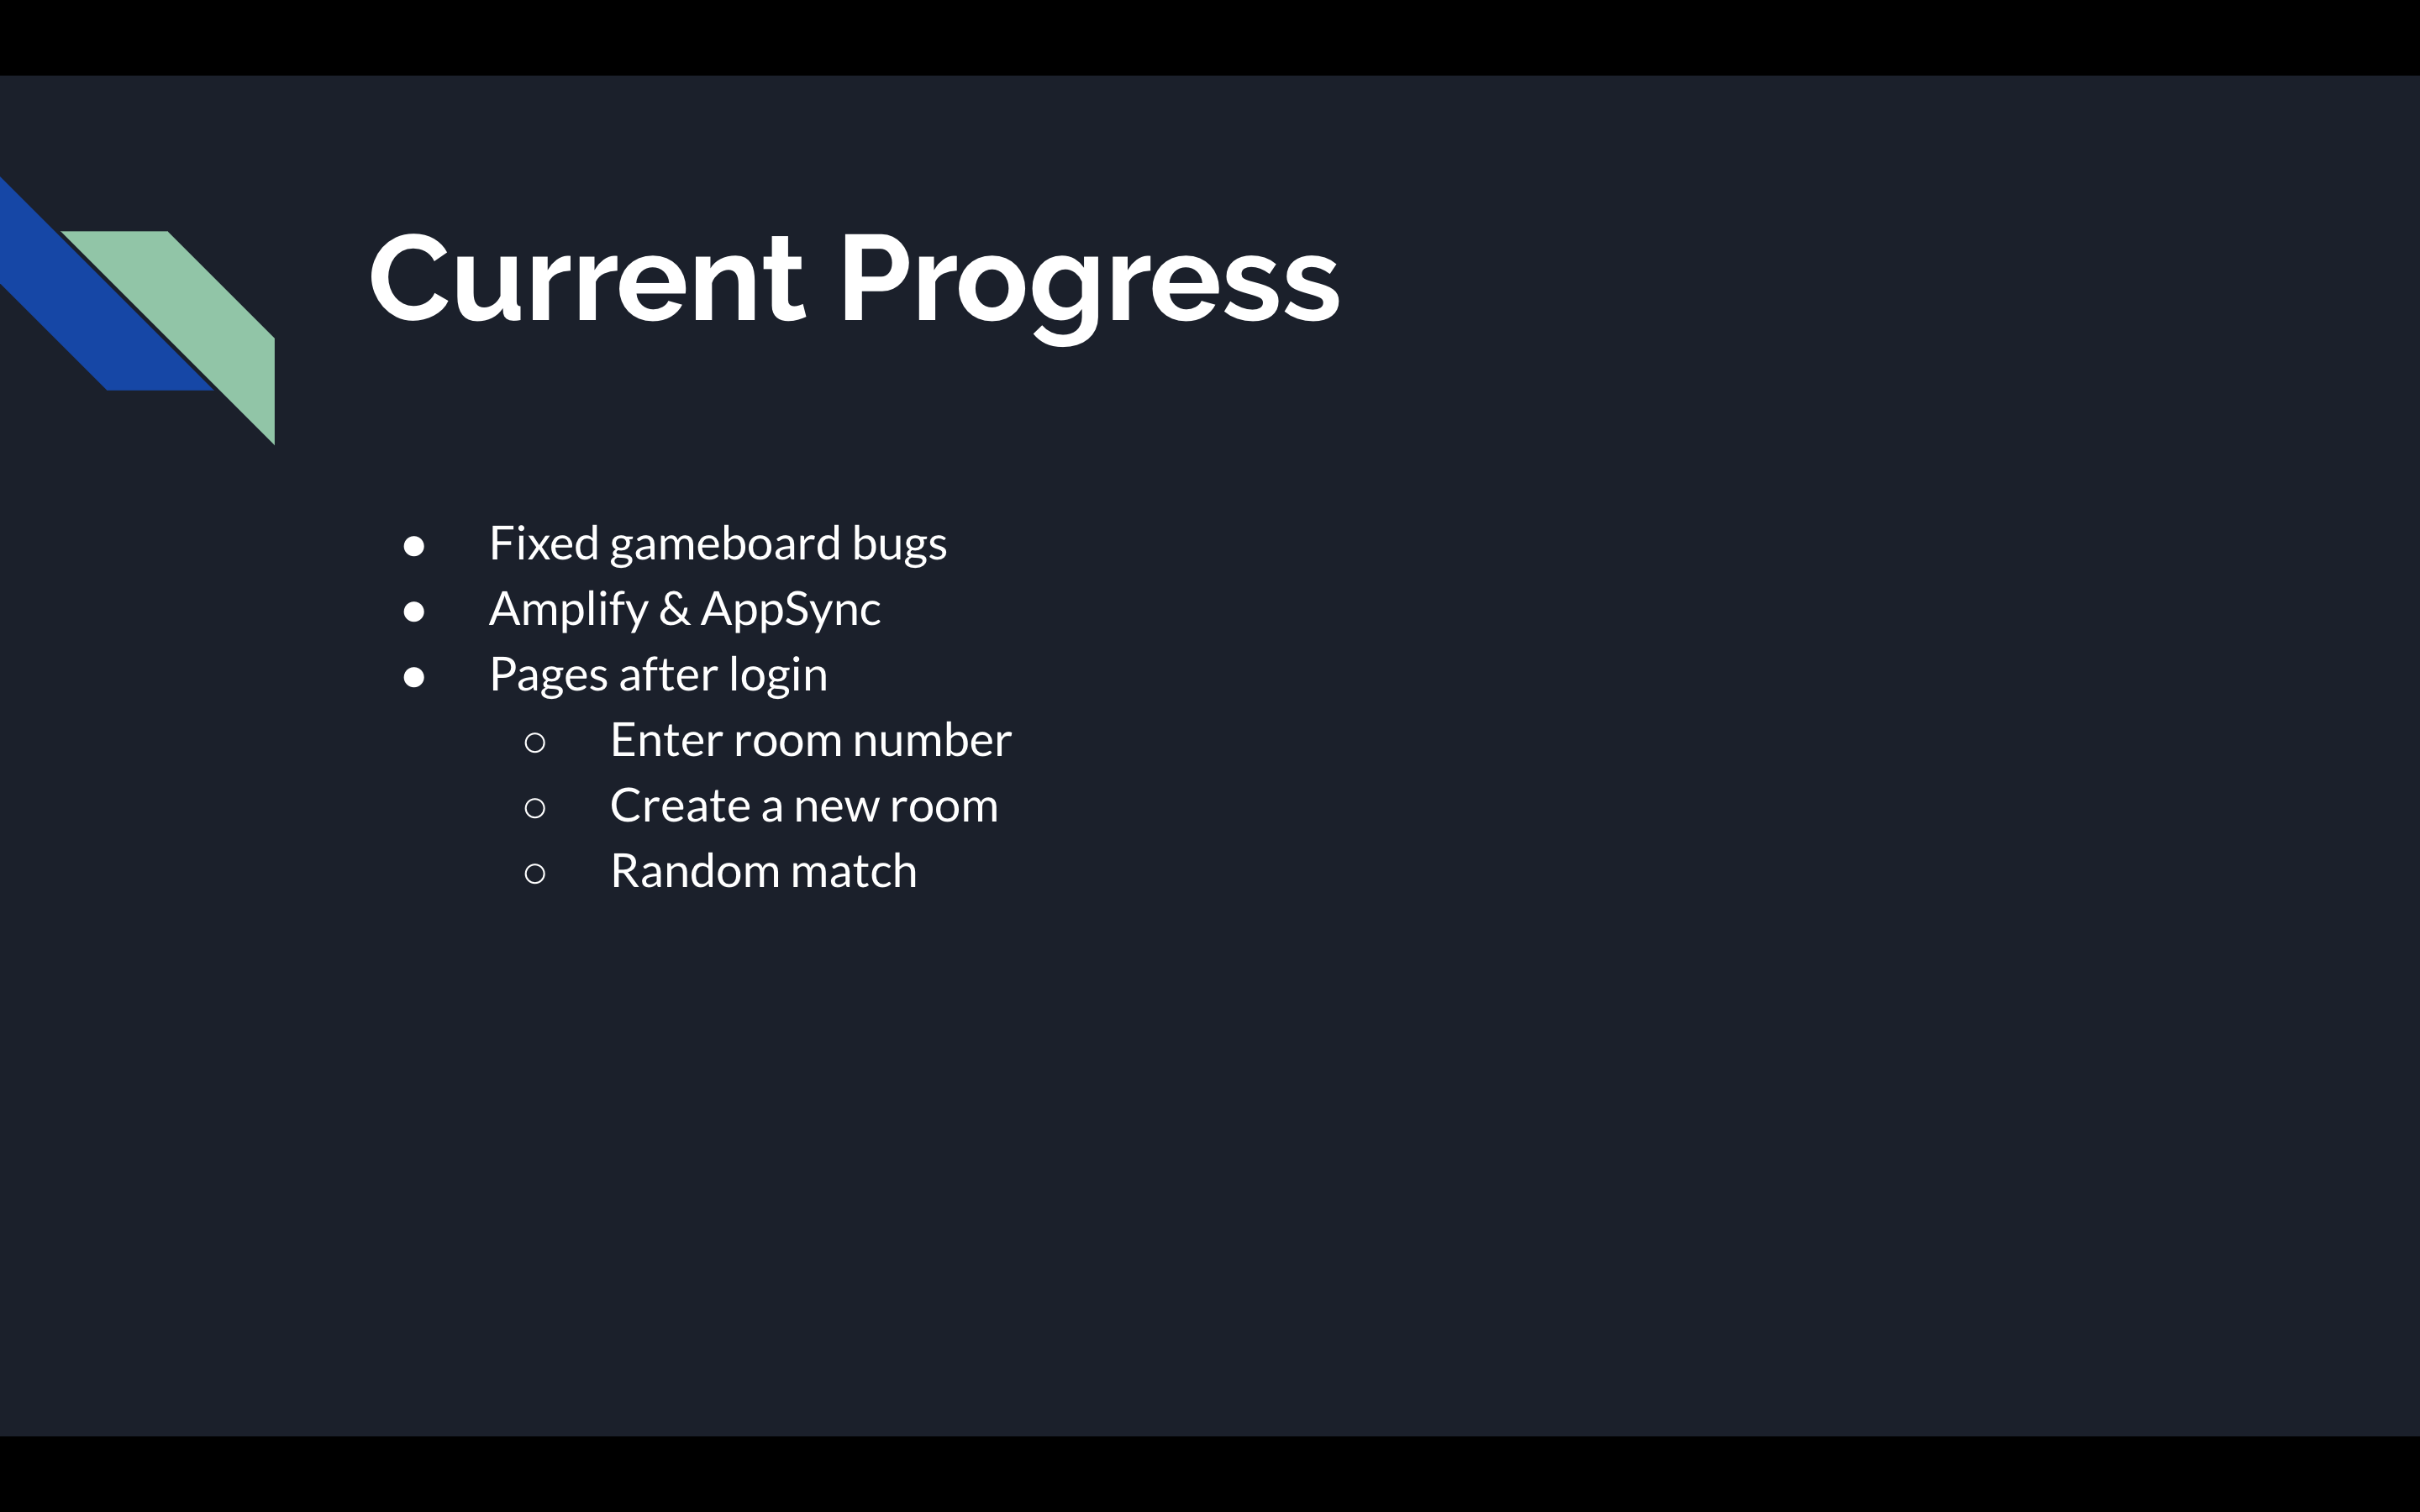 Current Progress
● Fixed gameboard bugs
● Amplify & AppSync
● Pages after login
○ Enter room number
○ Create a new room
○ Random match